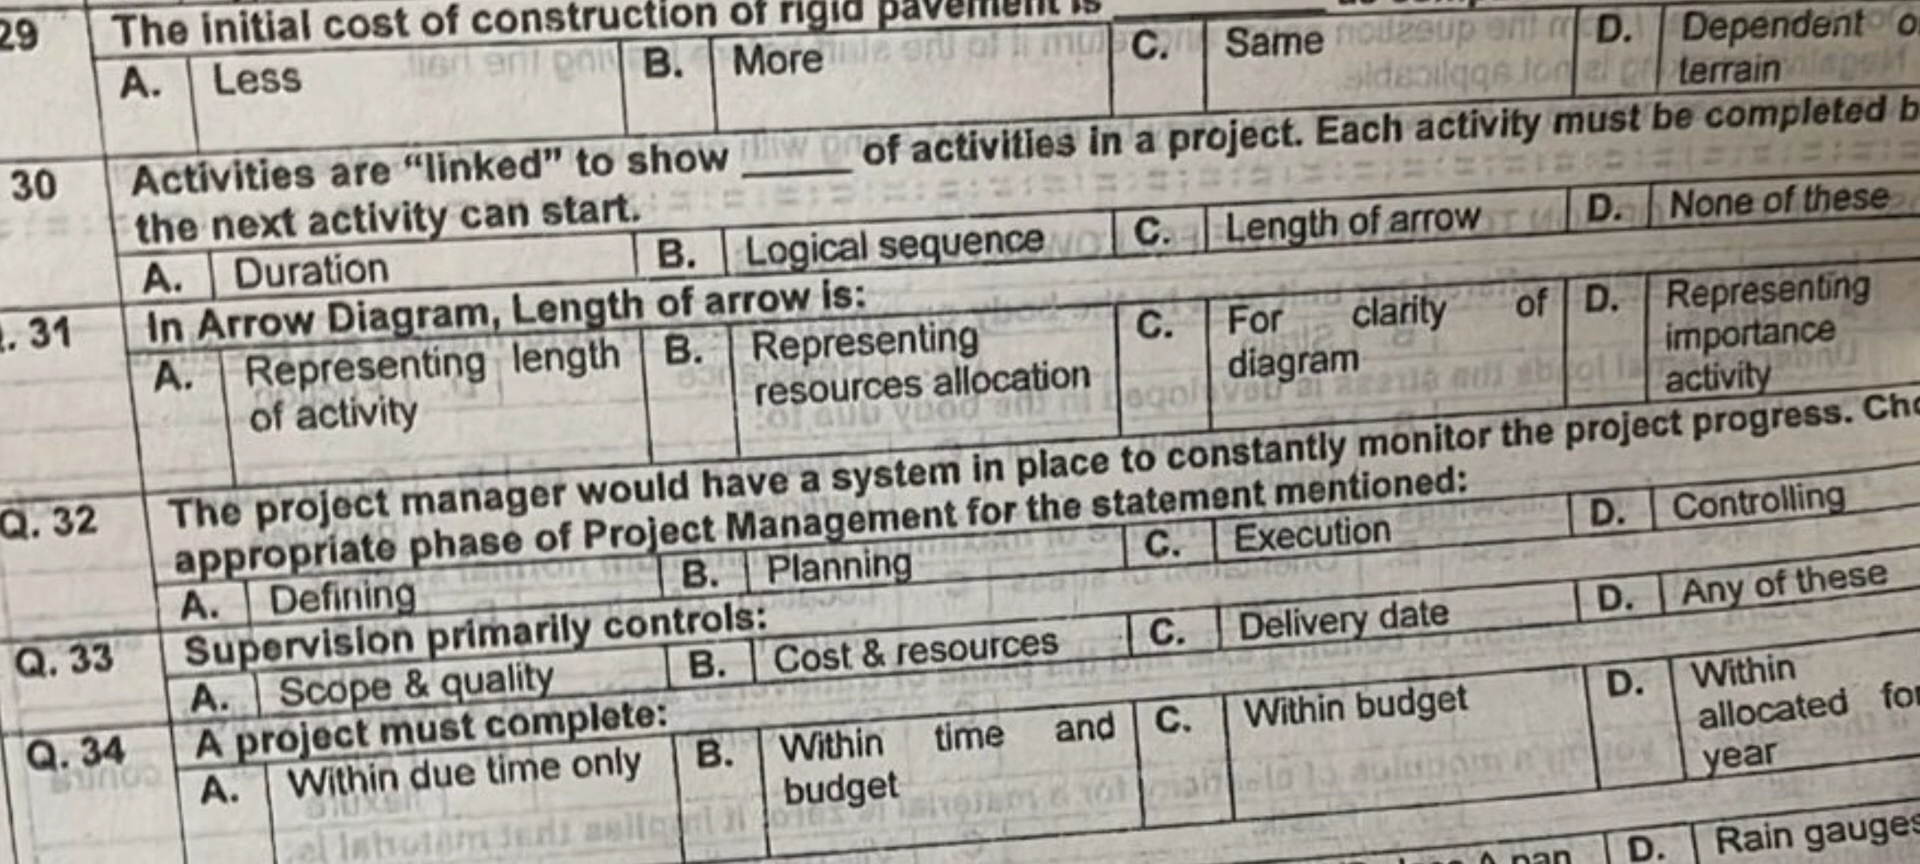 29 The initial cost of construction of rigid pavement is ________
A. Less B. More C. Same D. Dependent
terrain
30 Activities are “linked” to show _____ of activities in a project. Each activity must be completed
the next activity can start.
A. Duration B. Logical sequence C. Length of arrow D. None of these
. 31 In Arrow Diagram, Length of arrow is:
A. Representing length B. Representing C. For clarity of D. Representing
of activity resources allocation diagram importance
activity
Q. 32 The project manager would have a system in place to constantly monitor the project progress.
appropriate phase of Project Management for the statement mentioned:
A. Defining B. Planning C. Execution D. Controlling
Q. 33 Supervision primarily controls:
A. Scope & quality B. Cost & resources C. Delivery date D. Any of these
Q. 34 A project must complete:
A. Within due time only B. Within time and C. Within budget D. Within
budget allocated for
year
pan D. Rain gauges